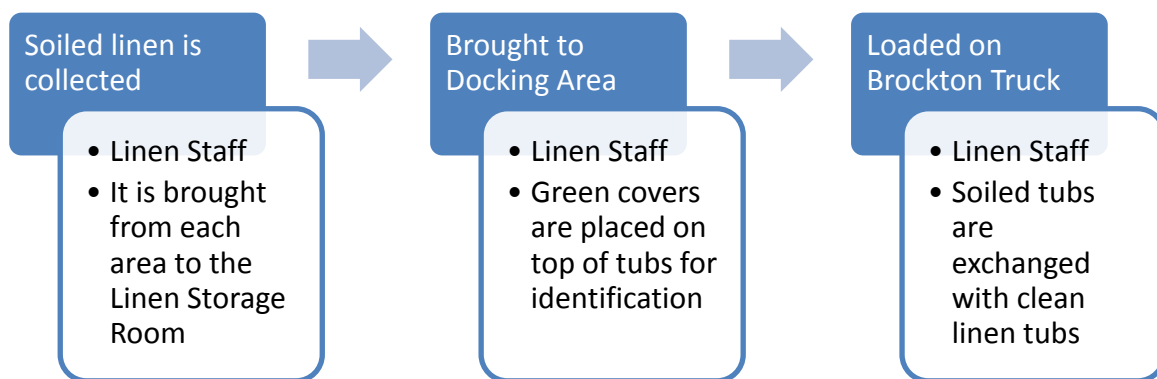 Soiled linen is
collected
• Linen Staff
• It is brought
from each
area to the
Linen Storage
Room
Brought to
Docking Area
• Linen Staff
• Green covers
are placed on
top of tubs for
identification
Loaded on
Brockton Truck
• Linen Staff
• Soiled tubs
are
exchanged
with clean
linen tubs